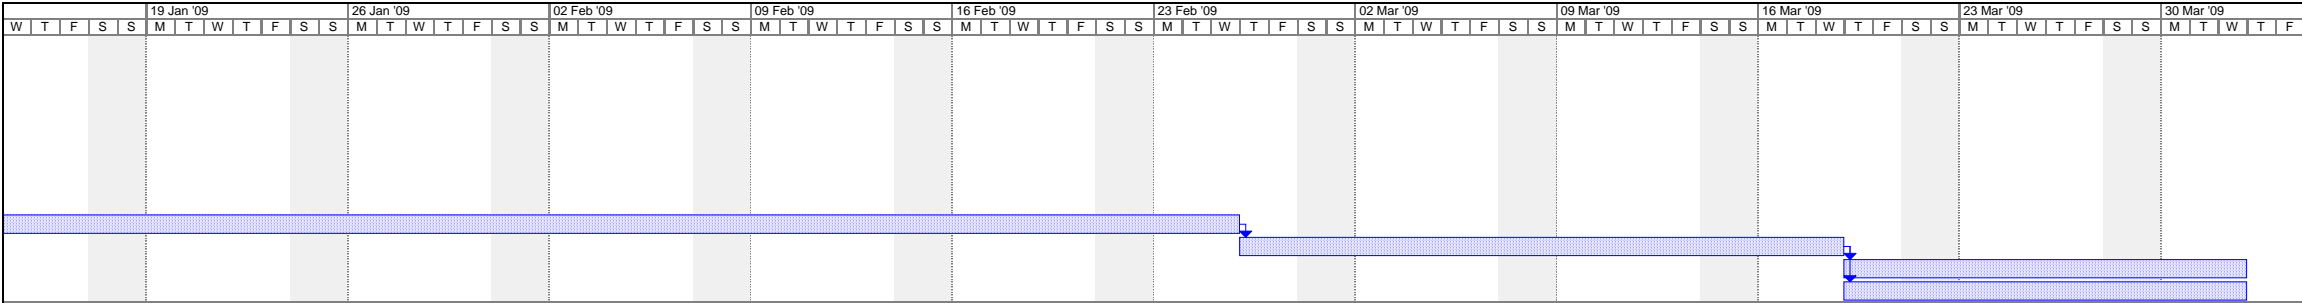 19 Jan '09 26 Jan '09 02 Feb '09 09 Feb '09 16 Feb '09 23 Feb '09 02 Mar '09 09 Mar '09 16 Mar '09 23 Mar '09 30 Mar '09
W T F S S M T W T F S S M T W T F S S M T W T F S S M T W T F S S M T W T F S S M T W T F S S M T W T F S S M T W T F S S M T W T F S S M T W T F S S M T W T F